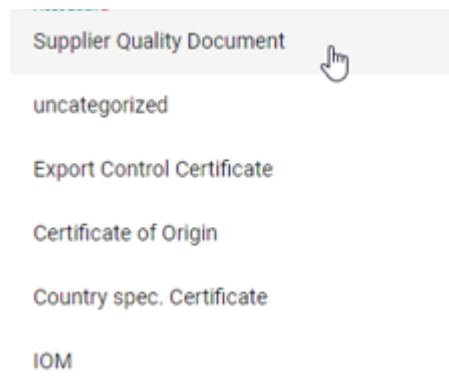 Supplier Quality Document
uncategorized
Export Control Certificate
Certificate of Origin
Country spec. Certificate
IOM